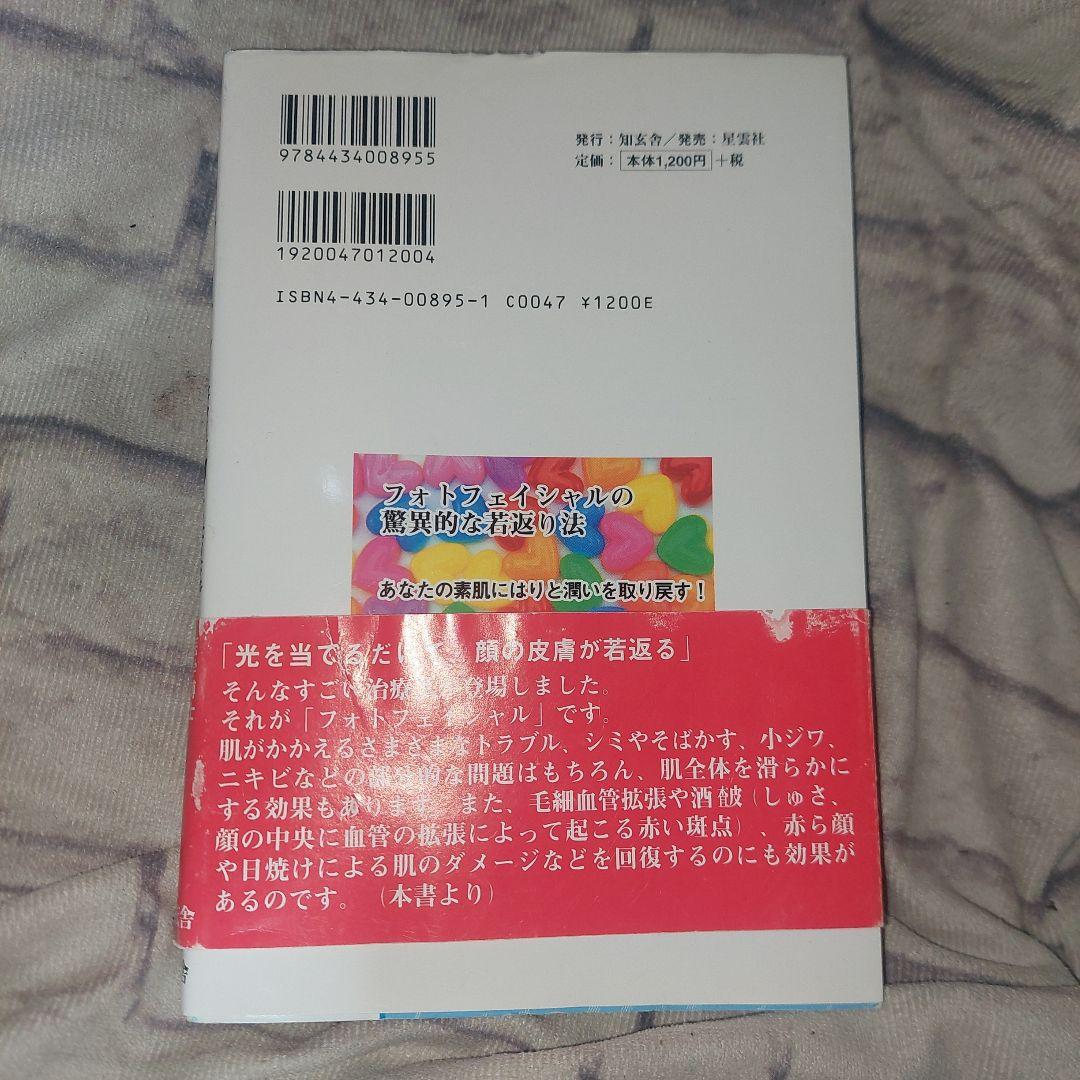 9784434008955
発行：知玄舎／発売：星雲社
定価：本体1,200円＋税
1920047012004
ISBN4-434-00895-1 C0047 ¥1200E
フォトフェイシャルの
驚異的な若返り法
あなたの素肌にはりと潤いを取り戻す！
「光を当てるだけで、顔の皮膚が若返る」
そんなすごい治療 登場しました。
それが「フォトフェイシャル」です。
肌がかかえるさまざまなトラブル、シミやそばかす、小ジワ、
ニキビなどの 的な問題はもちろん、肌全体を滑らかに
する効果もあります。また、毛細血管拡張や酒皶（しゅさ、
顔の中央に血管の拡張によって起こる赤い斑点）、赤ら顔
や日焼けによる肌のダメージなどを回復するのにも効果が
あるのです。（本書より）
舎